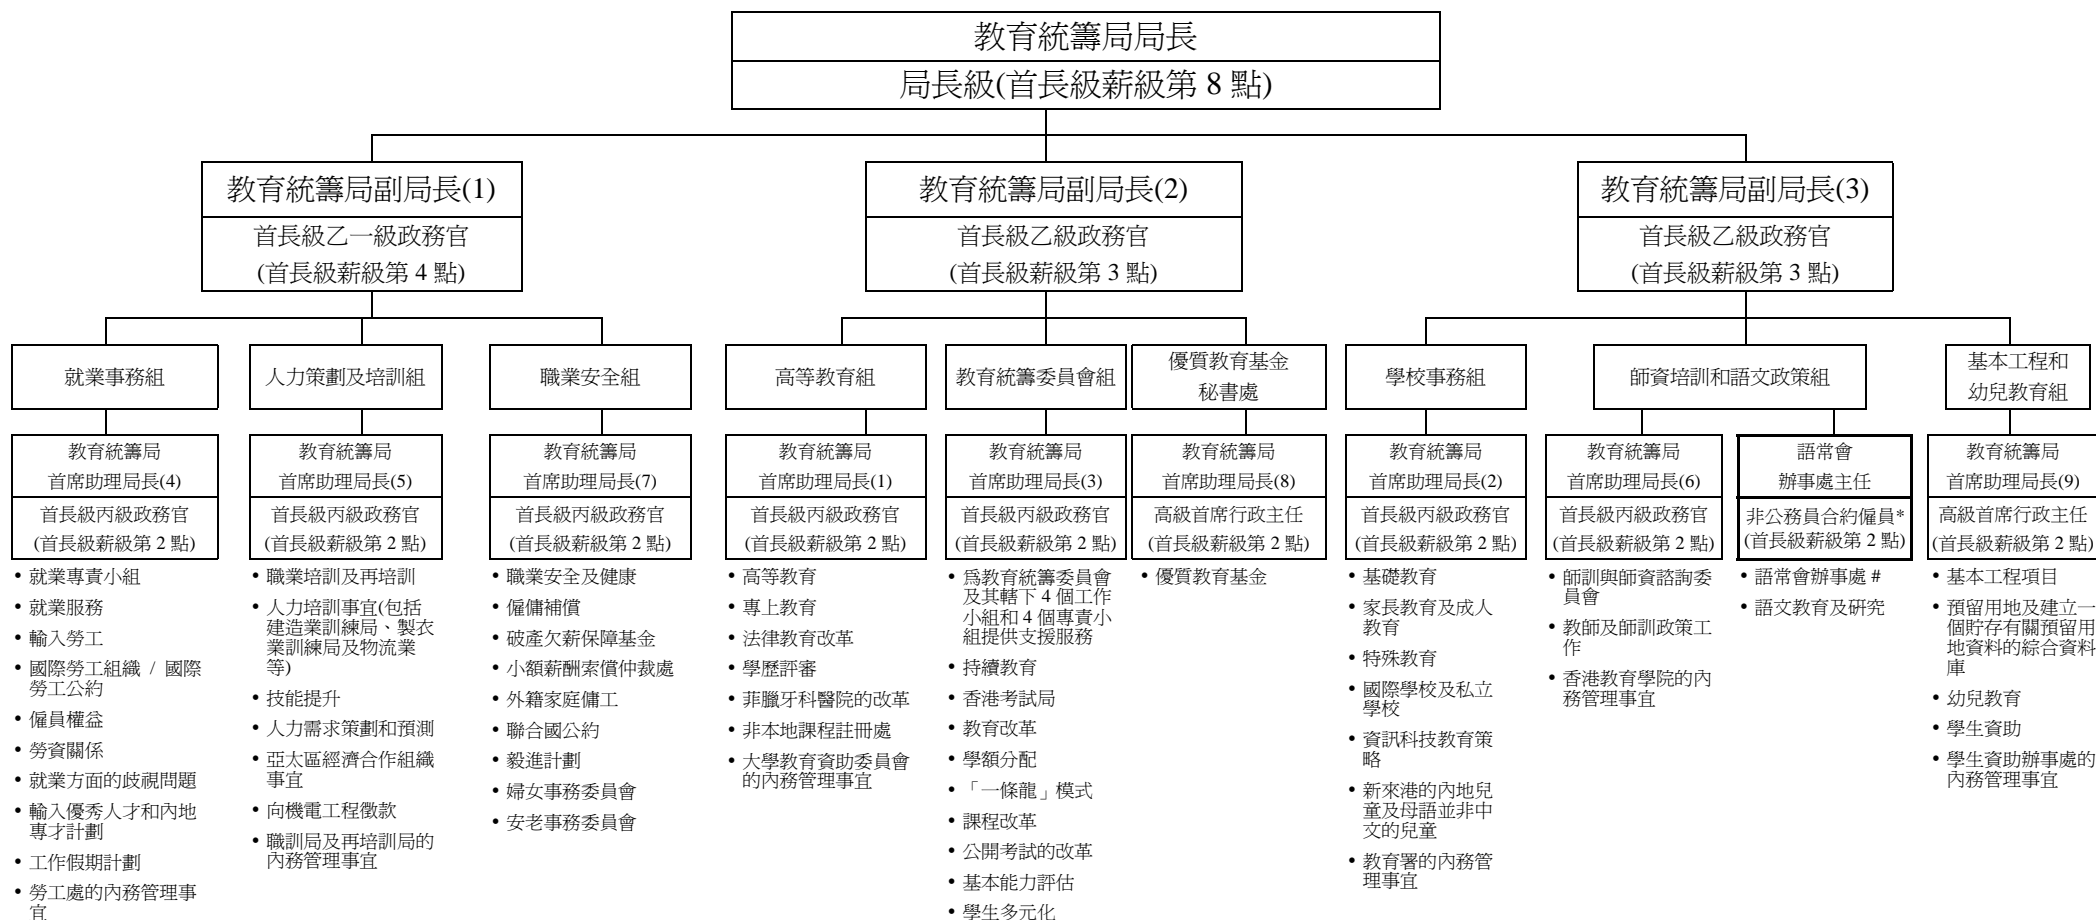 教育統籌局局長
局長級(首長級薪級第 8 點)
教育統籌局副局長(1)
首長級乙一級政務官
(首長級薪級第 4 點)
教育統籌局副局長(2)
首長級乙級政務官
(首長級薪級第 3 點)
教育統籌局副局長(3)
首長級乙級政務官
(首長級薪級第 3 點)
就業事務組
教育統籌局
首席助理局長(4)
首長級丙級政務官
(首長級薪級第 2 點)
• 就業專責小組
• 就業服務
• 輸入勞工
• 國際勞工組織 / 國際
勞工公約
• 僱員權益
• 勞資關係
• 就業方面的歧視問題
• 輸入優秀人才和內地
專才計劃
• 工作假期計劃
• 勞工處的內務管理事
宜
人力策劃及培訓組
教育統籌局
首席助理局長(5)
首長級丙級政務官
(首長級薪級第 2 點)
• 職業培訓及再培訓
• 人力培訓事宜(包括
建造業訓練局、製衣
業訓練局及物流業
等)
• 技能提升
• 人力需求策劃和預測
• 亞太區經濟合作組織
事宜
• 向機電工程徵款
• 職訓局及再培訓局的
內務管理事宜
職業安全組
教育統籌局
首席助理局長(7)
首長級丙級政務官
(首長級薪級第 2 點)
• 職業安全及健康
• 僱傭補償
• 破產欠薪保障基金
• 小額薪酬索償仲裁處
• 外籍家庭傭工
• 聯合國公約
• 毅進計劃
• 婦女事務委員會
• 安老事務委員會
高等教育組
教育統籌局
首席助理局長(1)
首長級丙級政務官
(首長級薪級第 2 點)
• 高等教育
• 專上教育
• 法律教育改革
• 學歷評審
• 菲臘牙科醫院的改革
• 非本地課程註冊處
• 大學教育資助委員會
的內務管理事宜
教育統籌委員會組
教育統籌局
首席助理局長(3)
首長級丙級政務官
(首長級薪級第 2 點)
• 為教育統籌委員會
及其轄下 4 個工作
小組和 4 個專責小
組提供支援服務
• 持續教育
• 香港考試局
• 教育改革
• 學額分配
• 「一條龍」模式
• 課程改革
• 公開考試的改革
• 基本能力評估
• 學生多元化
優質教育基金
秘書處
教育統籌局
首席助理局長(8)
高級首席行政主任
(首長級薪級第 2 點)
• 優質教育基金
學校事務組
教育統籌局
首席助理局長(2)
首長級丙級政務官
(首長級薪級第 2 點)
• 基礎教育
• 家長教育及成人
教育
• 特殊教育
• 國際學校及私立
學校
• 資訊科技教育策
略
• 新來港的內地兒
童及母語並非中
文的兒童
• 教育署的內務管
理事宜
師資培訓和語文政策組
教育統籌局
首席助理局長(6)
首長級丙級政務官
(首長級薪級第 2 點)
• 師訓與師資諮詢委
員會
• 教師及師訓政策工
作
• 香港教育學院的內
務管理事宜
語常會
辦事處主任
非公務員合約僱員*
(首長級薪級第 2 點)
• 語常會辦事處 #
• 語文教育及研究
基本工程和
幼兒教育組
教育統籌局
首席助理局長(9)
高級首席行政主任
(首長級薪級第 2 點)
• 基本工程項目
• 預留用地及建立一
個貯存有關預留用
地資料的綜合資料
庫
• 幼兒教育
• 學生資助
• 學生資助辦事處的
內務管理事宜